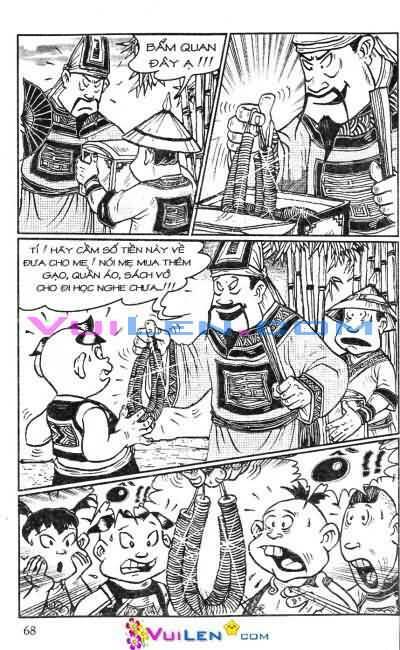 BẨM QUAN
ĐÂY Ạ !!!
TÍ ! HÃY CẦM SỐ TIỀN NÀY VỀ
ĐƯA CHO MẸ ! NÓI MẸ MUA THÊM
GẠO, QUẦN ÁO, SÁCH VỞ
CHO ĐI HỌC NGHE CHƯA...!!!
VUILEN.COM
!!
68
VUILEN.COM